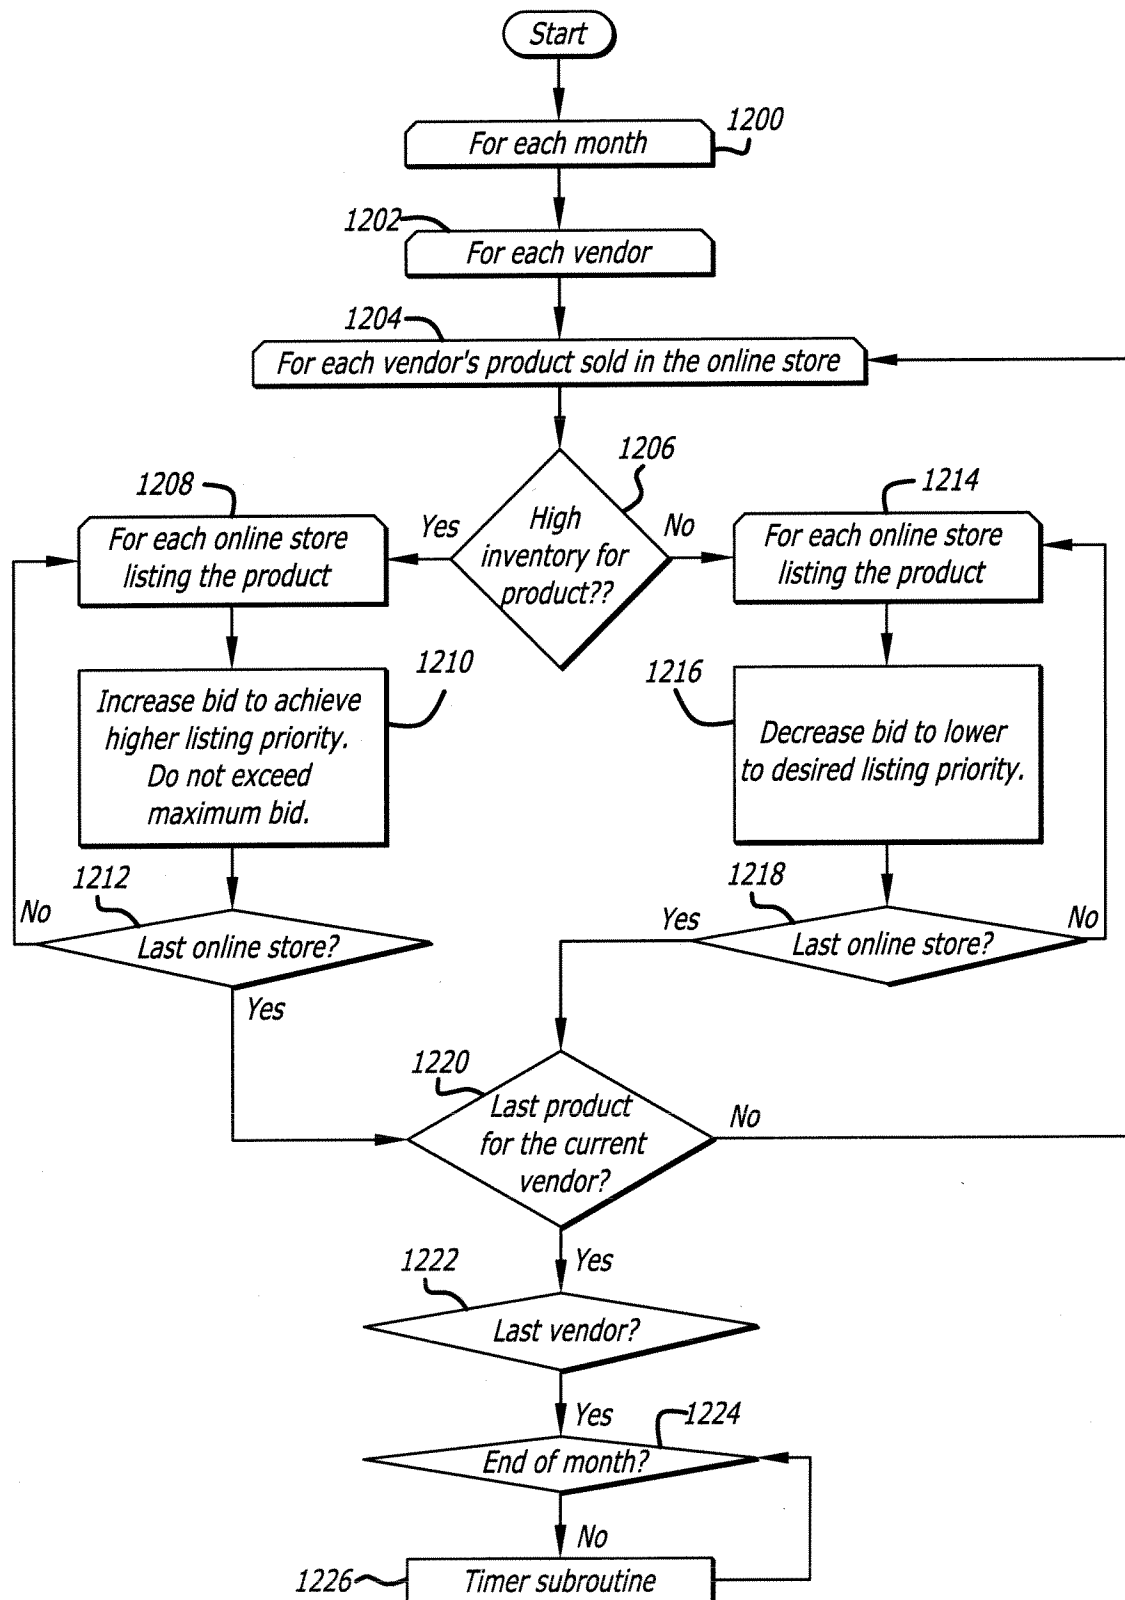 Start
For each month
1200
1202
For each vendor
1204
For each vendor's product sold in the online store
1206
High
inventory for
product??
Yes
No
1208
For each online store
listing the product
1214
For each online store
listing the product
1210
Increase bid to achieve
higher listing priority.
Do not exceed
maximum bid.
1216
Decrease bid to lower
to desired listing priority.
1212
No
Last online store?
Yes
1218
Yes
Last online store?
No
1220
Last product
for the current
vendor?
No
Yes
1222
Last vendor?
Yes
1224
End of month?
No
1226
Timer subroutine